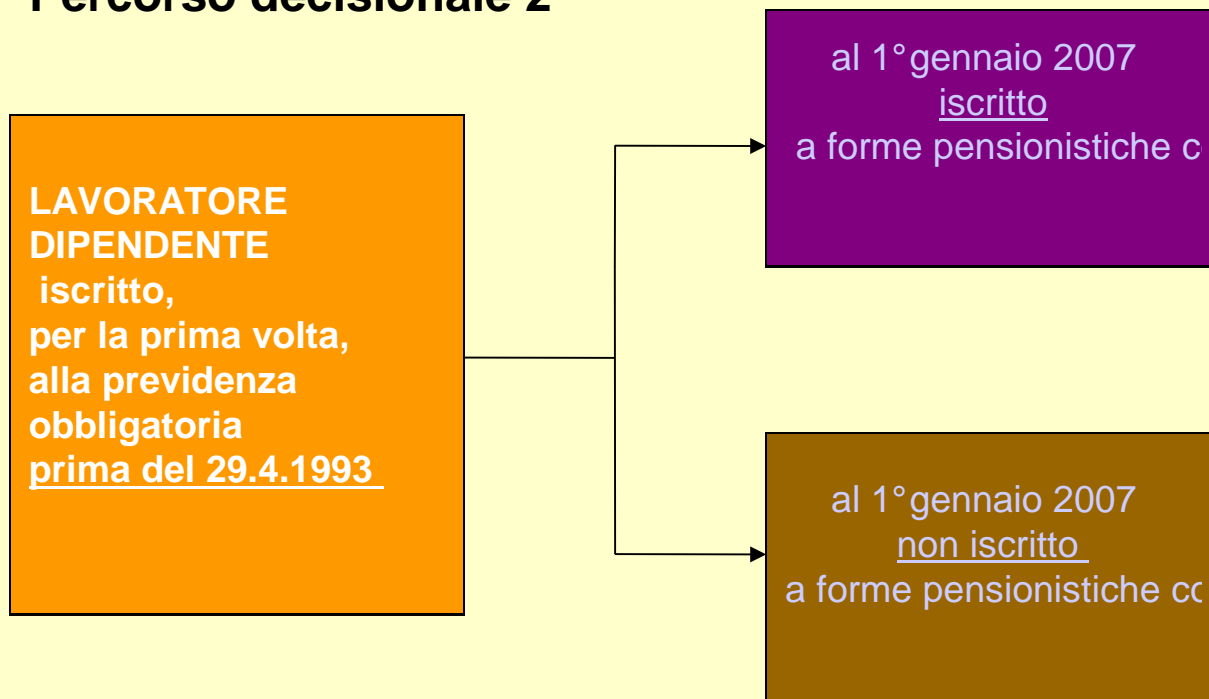 Percorso decisionale 2
LAVORATORE
DIPENDENTE
iscritto,
per la prima volta,
alla previdenza
obbligatoria
prima del 29.4.1993
al 1° gennaio 2007
iscritto
a forme pensionistiche
al 1° gennaio 2007
non iscritto
a forme pensionistiche